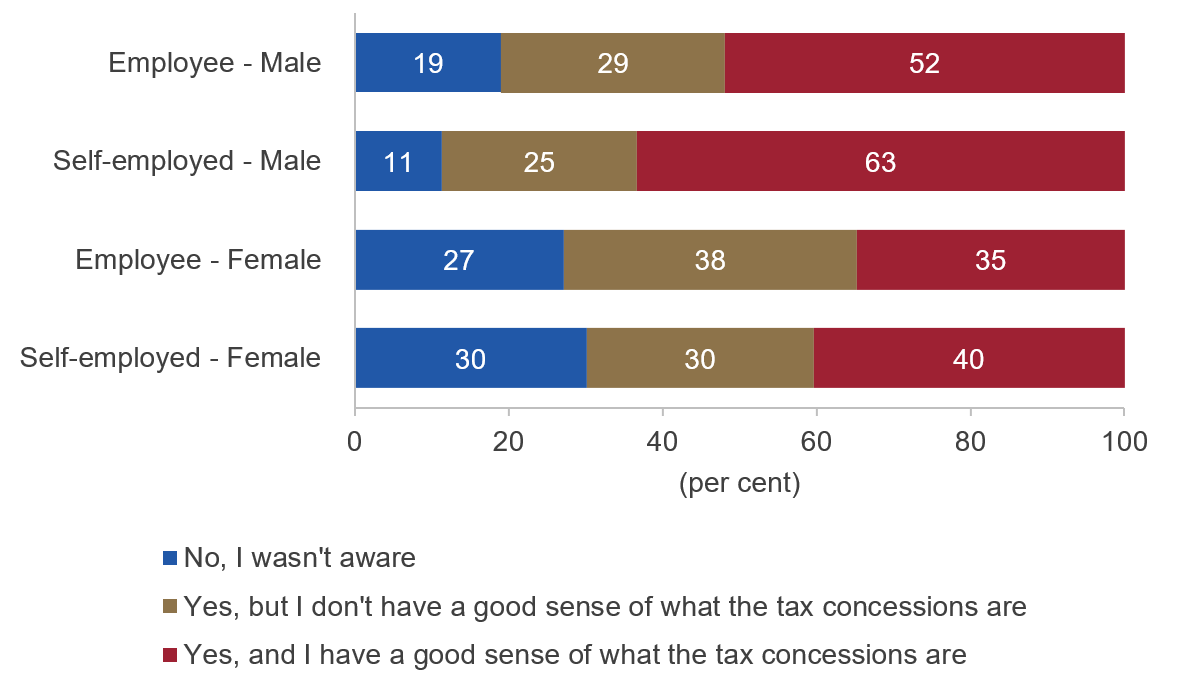 Employee - Male
19 29 52
Self-employed - Male
11 25 63
Employee - Female
27 38 35
Self-employed - Female
30 30 40
0 20 40 60 80 100
(per cent)
No, I wasn't aware
Yes, but I don't have a good sense of what the tax concessions are
Yes, and I have a good sense of what the tax concessions are